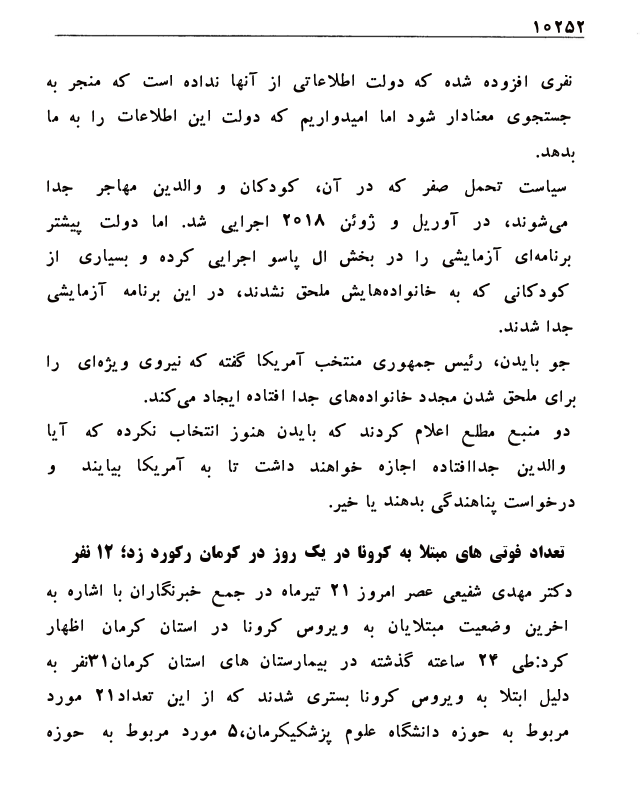 ۱۰۲۵۲
نفری افزوده شده که دولت اطلاعاتی از آنها نداده است که منجر به
جستجوی معنادار شود اما امیدواریم که دولت این اطلاعات را به ما
بدهد.
سیاست تحمل صفر که در آن، کودکان و والدین مهاجر جدا
می‌شوند، در آوریل و ژوئن ۲۰۱۸ اجرایی شد. اما دولت پیشتر
برنامه‌ای آزمایشی را در بخش ال پاسو اجرایی کرده و بسیاری از
کودکانی که به خانواده‌هایش ملحق نشدند، در این برنامه آزمایشی
جدا شدند.
جو بایدن، رئیس جمهوری منتخب آمریکا گفته که نیروی ویژه‌ای را
برای ملحق شدن مجدد خانواده‌های جدا افتاده ایجاد می‌کند.
دو منبع مطلع اعلام کردند که بایدن هنوز انتخاب نکرده که آیا
والدین جداافتاده اجازه خواهند داشت تا به آمریکا بیایند و
درخواست پناهندگی بدهند یا خیر.
تعداد فوتی های مبتلا به کرونا در یک روز در کرمان رکورد زد؛ ۱۲ نفر
دکتر مهدی شفیعی عصر امروز ۲۱ تیرماه در جمع خبرنگاران با اشاره به
اخرین وضعیت مبتلایان به ویروس کرونا در استان کرمان اظهار
کرد:طی ۲۴ ساعته گذشته در بیمارستان های استان کرمان۳۱نفر به
دلیل ابتلا به ویروس کرونا بستری شدند که از این تعداد۲۱ مورد
مربوط به حوزه دانشگاه علوم پزشکیکرمان،۵ مورد مربوط به حوزه